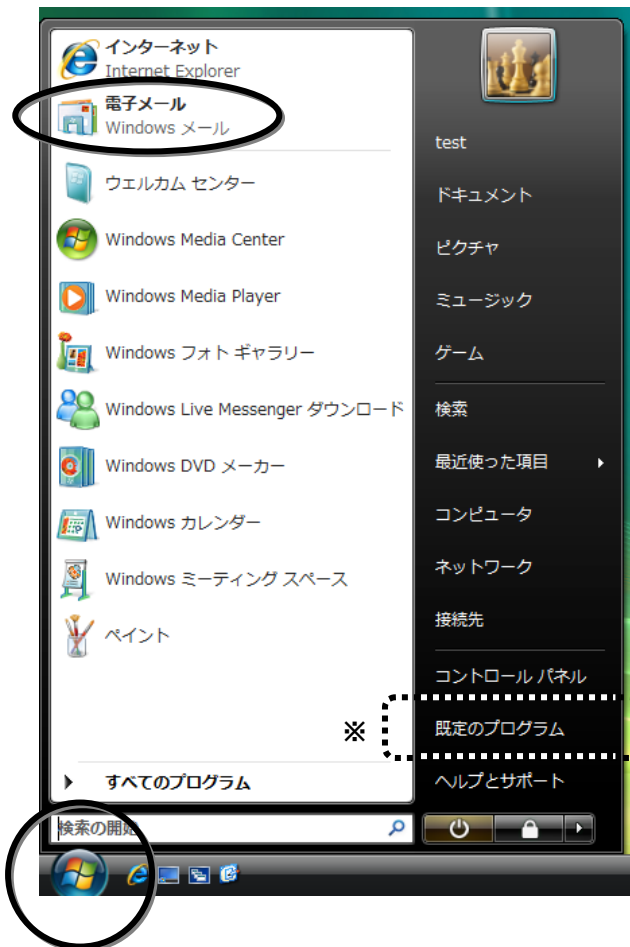 インターネット
Internet Explorer
電子メール
Windows メール
ウェルカム センター
Windows Media Center
Windows Media Player
Windows フォト ギャラリー
Windows Live Messenger ダウンロード
Windows DVD メーカー
Windows カレンダー
Windows ミーティング スペース
ペイント
すべてのプログラム
検索の開始
test
ドキュメント
ピクチャ
ミュージック
ゲーム
検索
最近使った項目
コンピュータ
ネットワーク
接続先
コントロール パネル
※
既定のプログラム
ヘルプとサポート